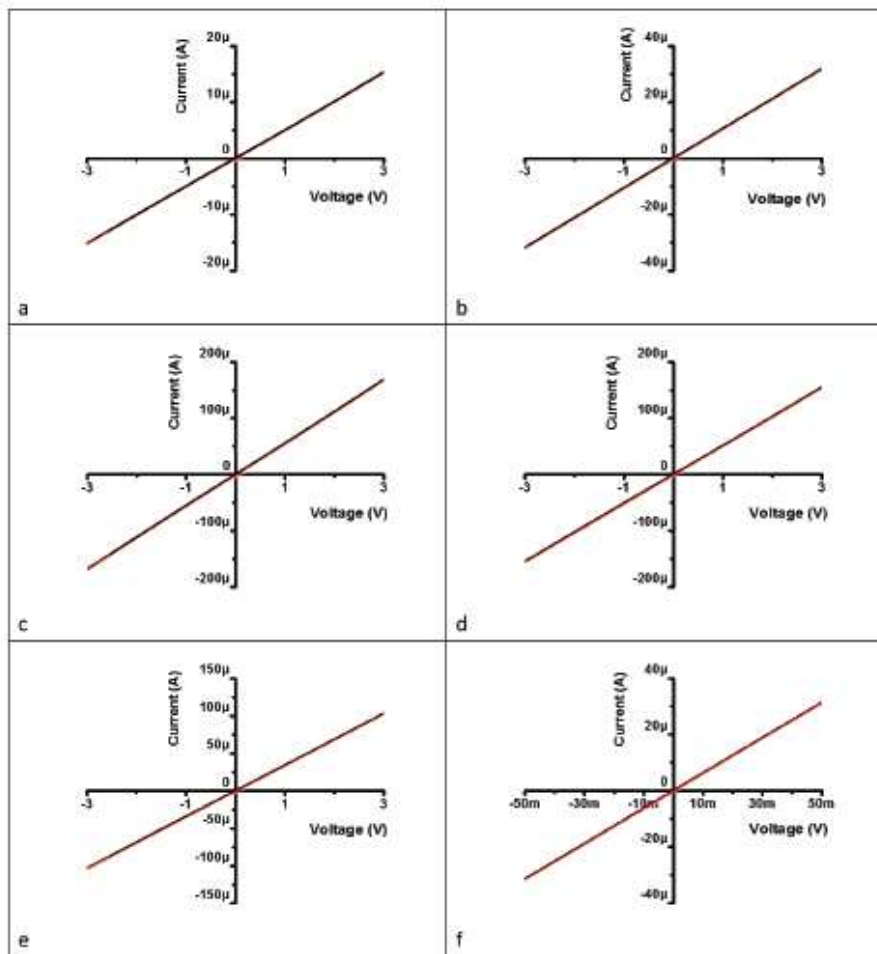 20µ
Current (A)
10µ
0
-3
-1
1
3
Voltage (V)
-10µ
-20µ
a
40µ
Current (A)
20µ
0
-3
-1
1
3
Voltage (V)
-20µ
-40µ
b
200µ
Current (A)
100µ
0
-3
-1
1
3
Voltage (V)
-100µ
-200µ
c
200µ
Current (A)
100µ
0
-3
-1
1
3
Voltage (V)
-100µ
-200µ
d
150µ
Current (A)
100µ
50µ
0
-3
-1
1
3
-50µ
Voltage (V)
-100µ
-150µ
e
40µ
Current (A)
20µ
0
-50m
-30m
-10m
10m
30m
50m
Voltage (V)
-20µ
-40µ
f